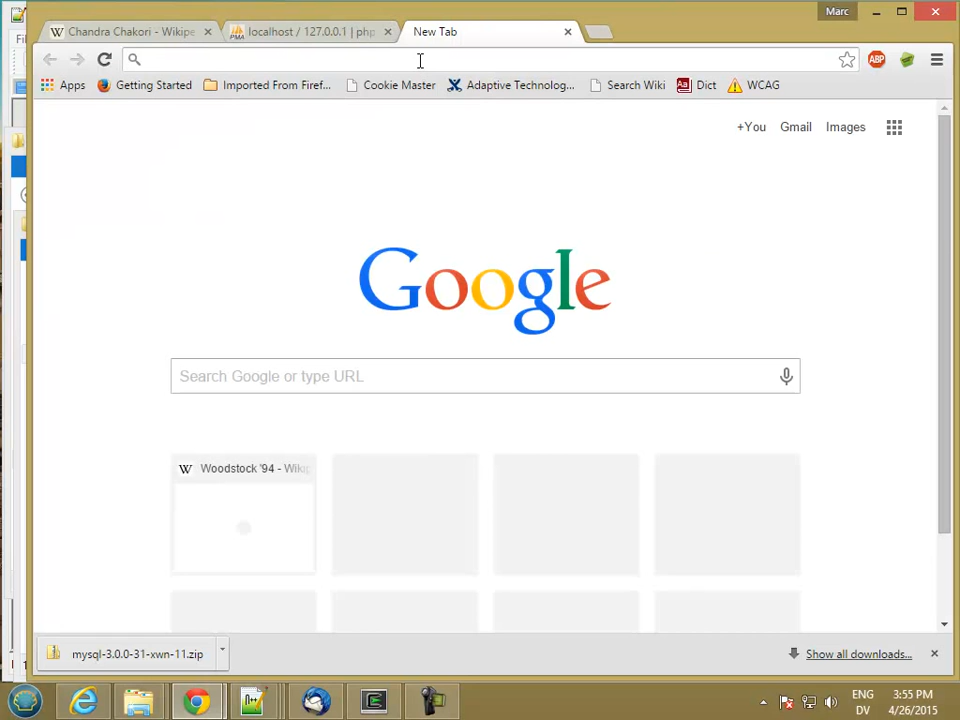 Marc
Chandra Chakori - Wikipe
localhost / 127.0.0.1 | php
New Tab
Apps
Getting Started
Imported From Firef...
Cookie Master
Adaptive Technolog...
Search Wiki
Dict
WCAG
+You
Gmail
Images
Google
Search Google or type URL
Woodstock '94 - Wiki
mysql-3.0.0-31-xwn-11.zip
Show all downloads...
ENG
DV
3:55 PM
4/26/2015